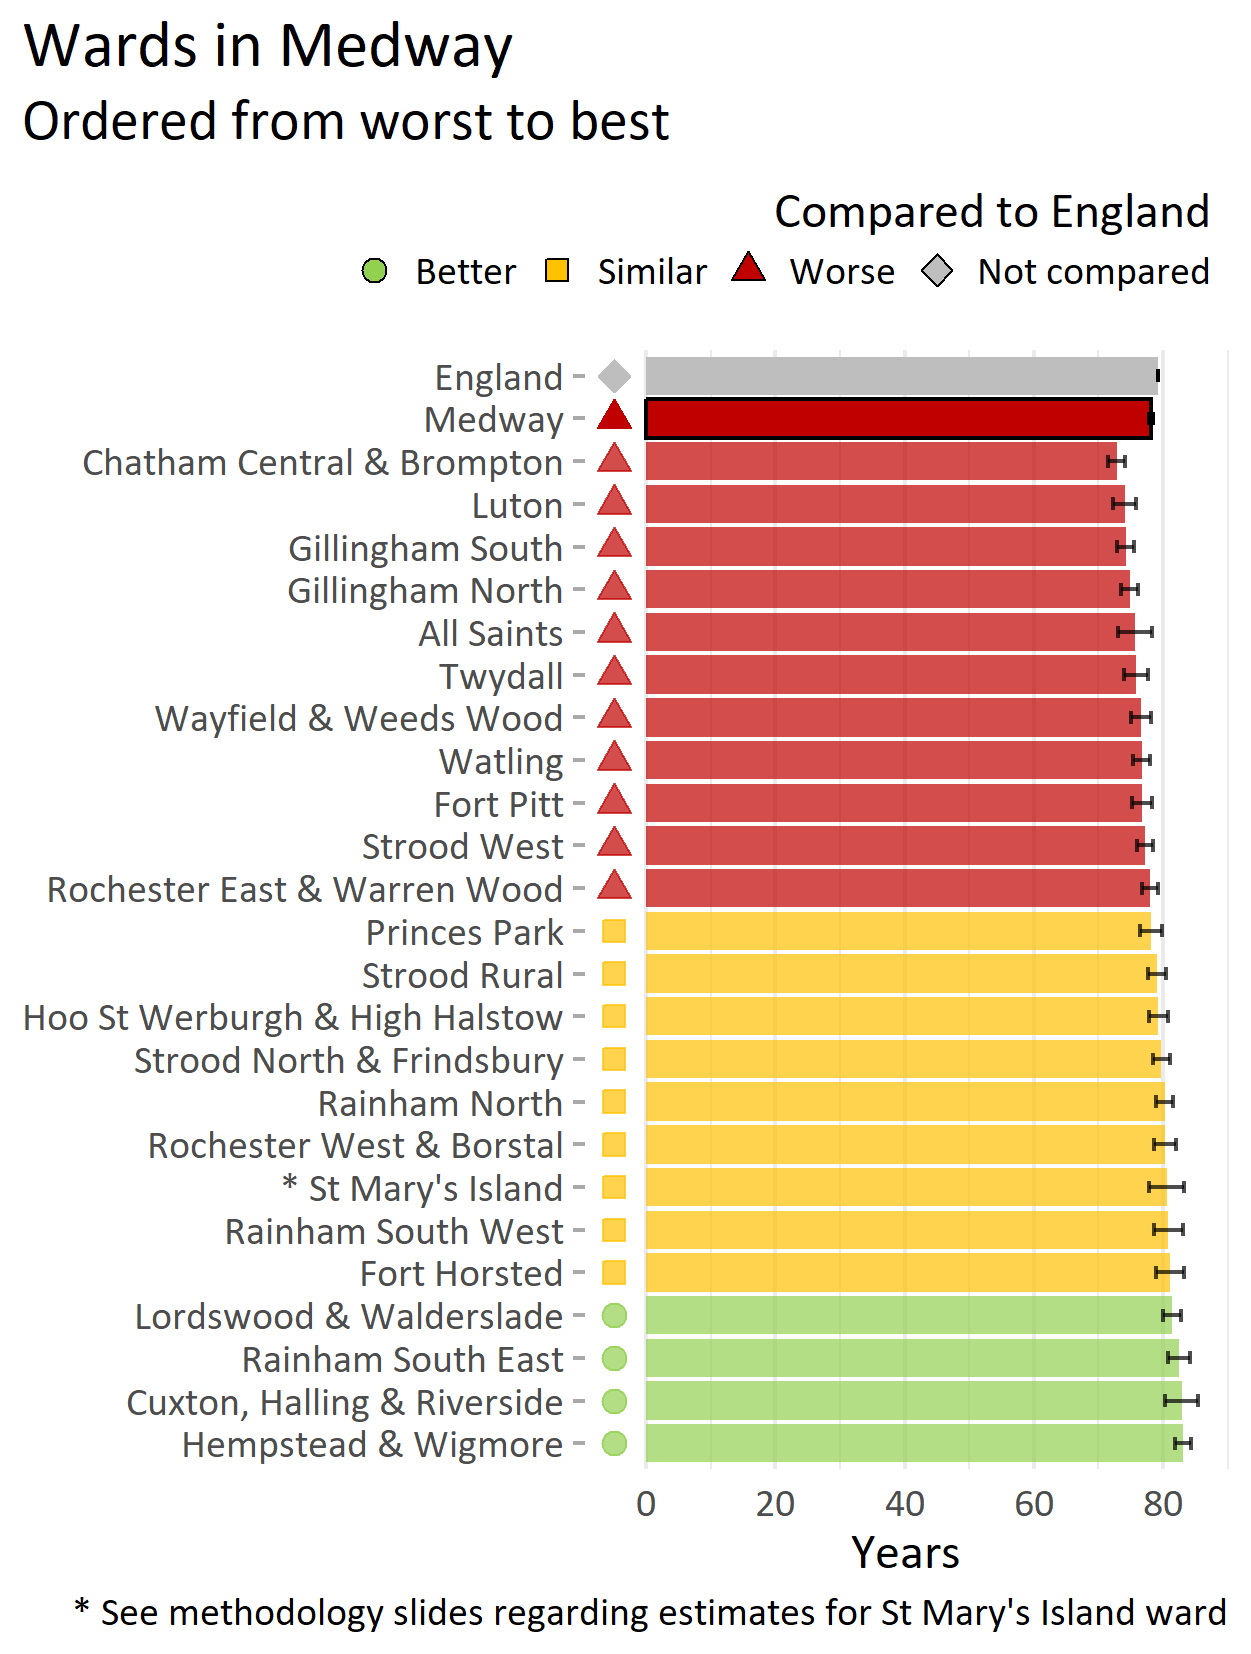 Wards in Medway
Ordered from worst to best
Compared to England
Better Similar Worse Not compared
England
Medway
Chatham Central & Brompton
Luton
Gillingham South
Gillingham North
All Saints
Twydall
Wayfield & Weeds Wood
Watling
Fort Pitt
Strood West
Rochester East & Warren Wood
Princes Park
Strood Rural
Hoo St Werburgh & High Halstow
Strood North & Frindsbury
Rainham North
Rochester West & Borstal
* St Mary's Island
Rainham South West
Fort Horsted
Lordswood & Walderslade
Rainham South East
Cuxton, Halling & Riverside
Hempstead & Wigmore
0 20 40 60 80
Years
* See methodology slides regarding estimates for St Mary's Island ward